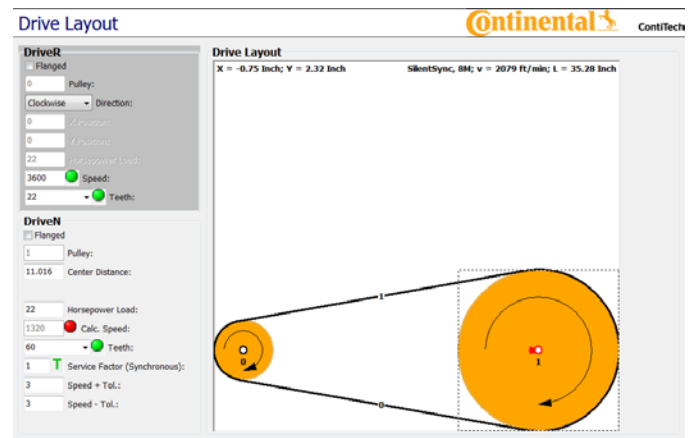 Drive Layout
Continental
ContiTech
DriveR
Flanged
0 Pulley:
Clockwise Direction:
0 X Position:
0 Y Position:
22 Horsepower Load:
3600 Speed:
22 Teeth:
DriveN
Flanged
1 Pulley:
11.016 Center Distance:
22 Horsepower Load:
1320 Calc. Speed:
60 Teeth:
1 T Service Factor (Synchronous):
3 Speed + Tol.:
3 Speed - Tol.:
Drive Layout
X = -0.75 Inch; Y = 2.32 Inch SilentSync, 8M; v = 2079 ft/min; L = 35.28 Inch
1
0
1
0